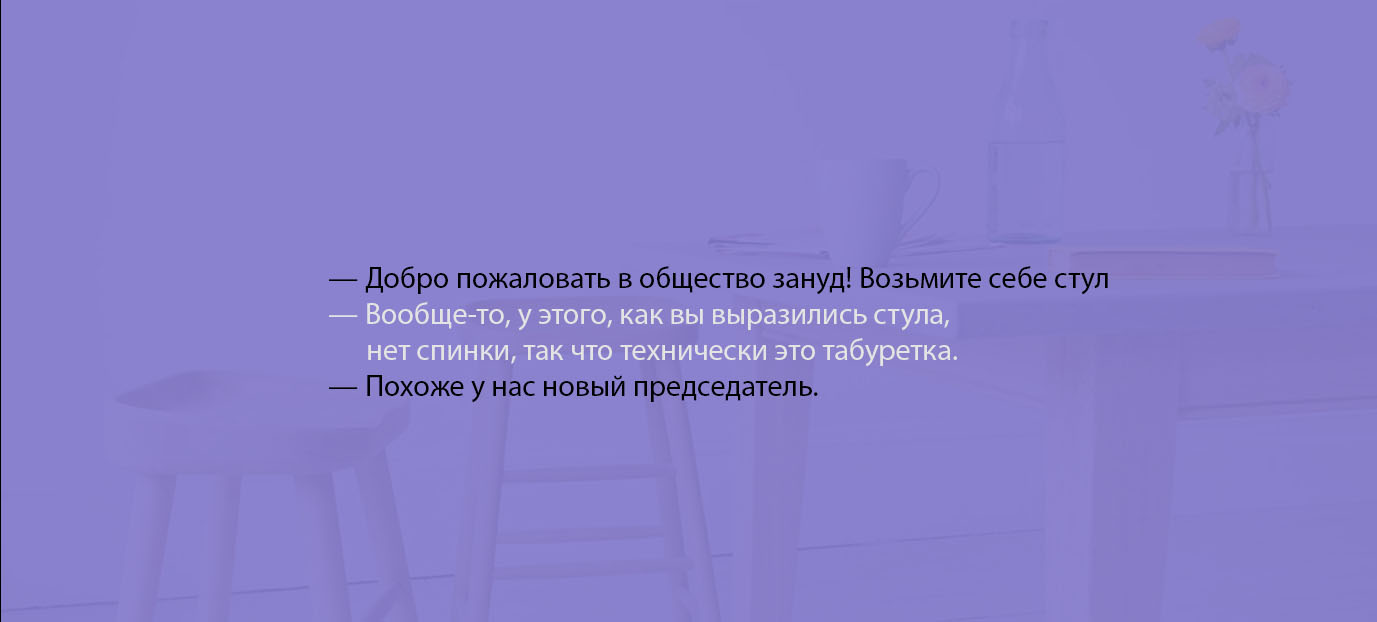 — Добро пожаловать в общество зануд! Возьмите себе стул
— Вообще-то, у этого, как вы выразились стула,
нет спинки, так что технически это табуретка.
— Похоже у нас новый председатель.